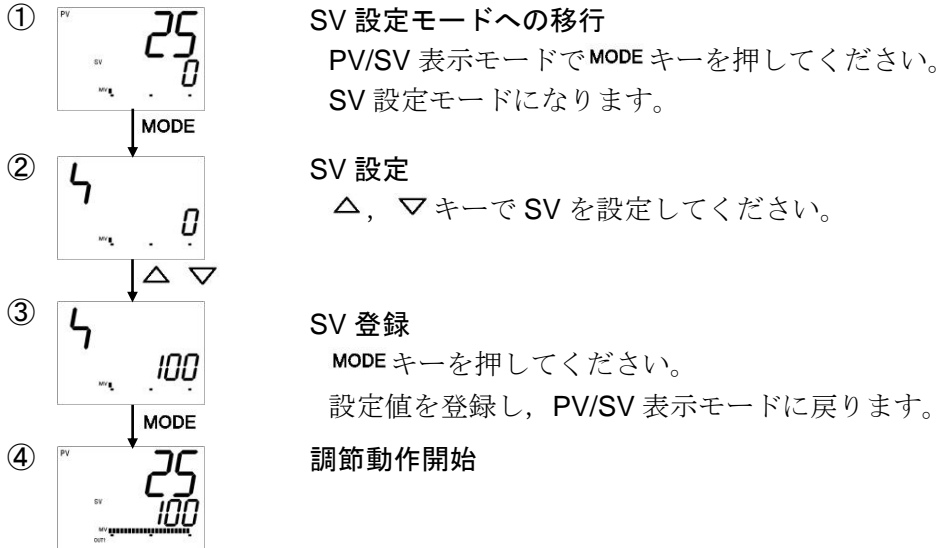 ① SV 設定モードへの移行
PV 25
PV/SV 表示モードで MODE キーを押してください。
SV 0
SV 設定モードになります。
MV
MODE
② SV 設定
△, ▽ キーで SV を設定してください。
0
MV
△ ▽
③ SV 登録
MODE キーを押してください。
100
MV
設定値を登録し, PV/SV 表示モードに戻ります。
MODE
④ 調節動作開始
PV 25
SV 100
MV
OUT1